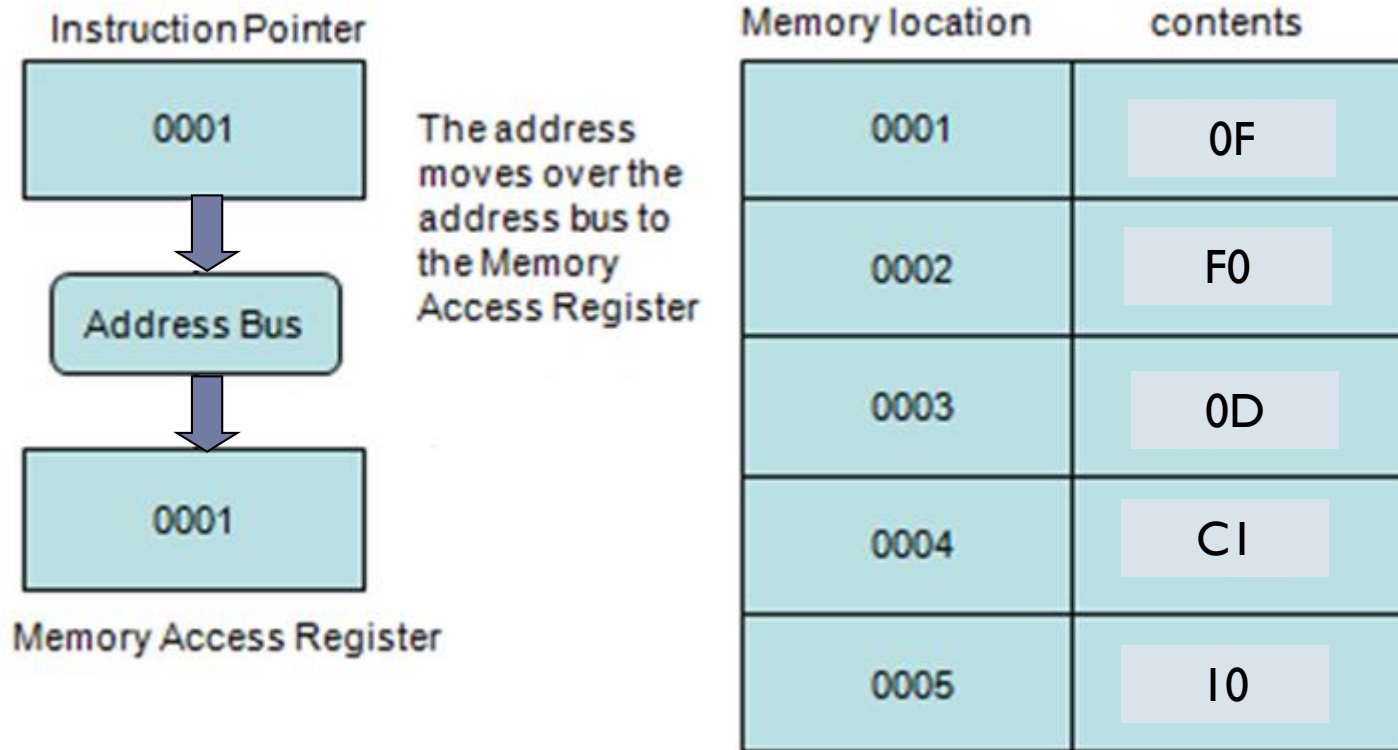 Instruction Pointer
0001
The address
moves over the
address bus to
the Memory
Access Register
Address Bus
0001
Memory Access Register
Memory location contents
0001 0F
0002 F0
0003 0D
0004 C1
0005 10